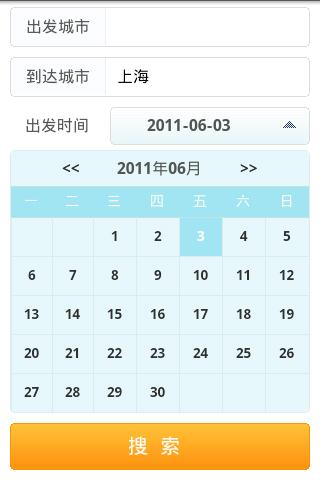 出发城市
到达城市 上海
出发时间 2011-06-03
<< 2011年06月 >>
一 二 三 四 五 六 日
1 2 3 4 5
6 7 8 9 10 11 12
13 14 15 16 17 18 19
20 21 22 23 24 25 26
27 28 29 30
搜 索